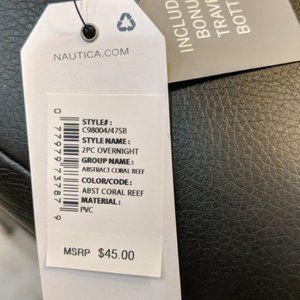 NAUTICA.COM
INCLUD
BONU
TRAVE
BOTT
STYLE# :
C98004/475B
STYLE NAME :
2PC OVERNIGHT
GROUP NAME :
ABSTRACT CORAL REEF
COLOR/CODE :
ABST CORAL REEF
MATERIAL :
PVC
MSRP $45.00